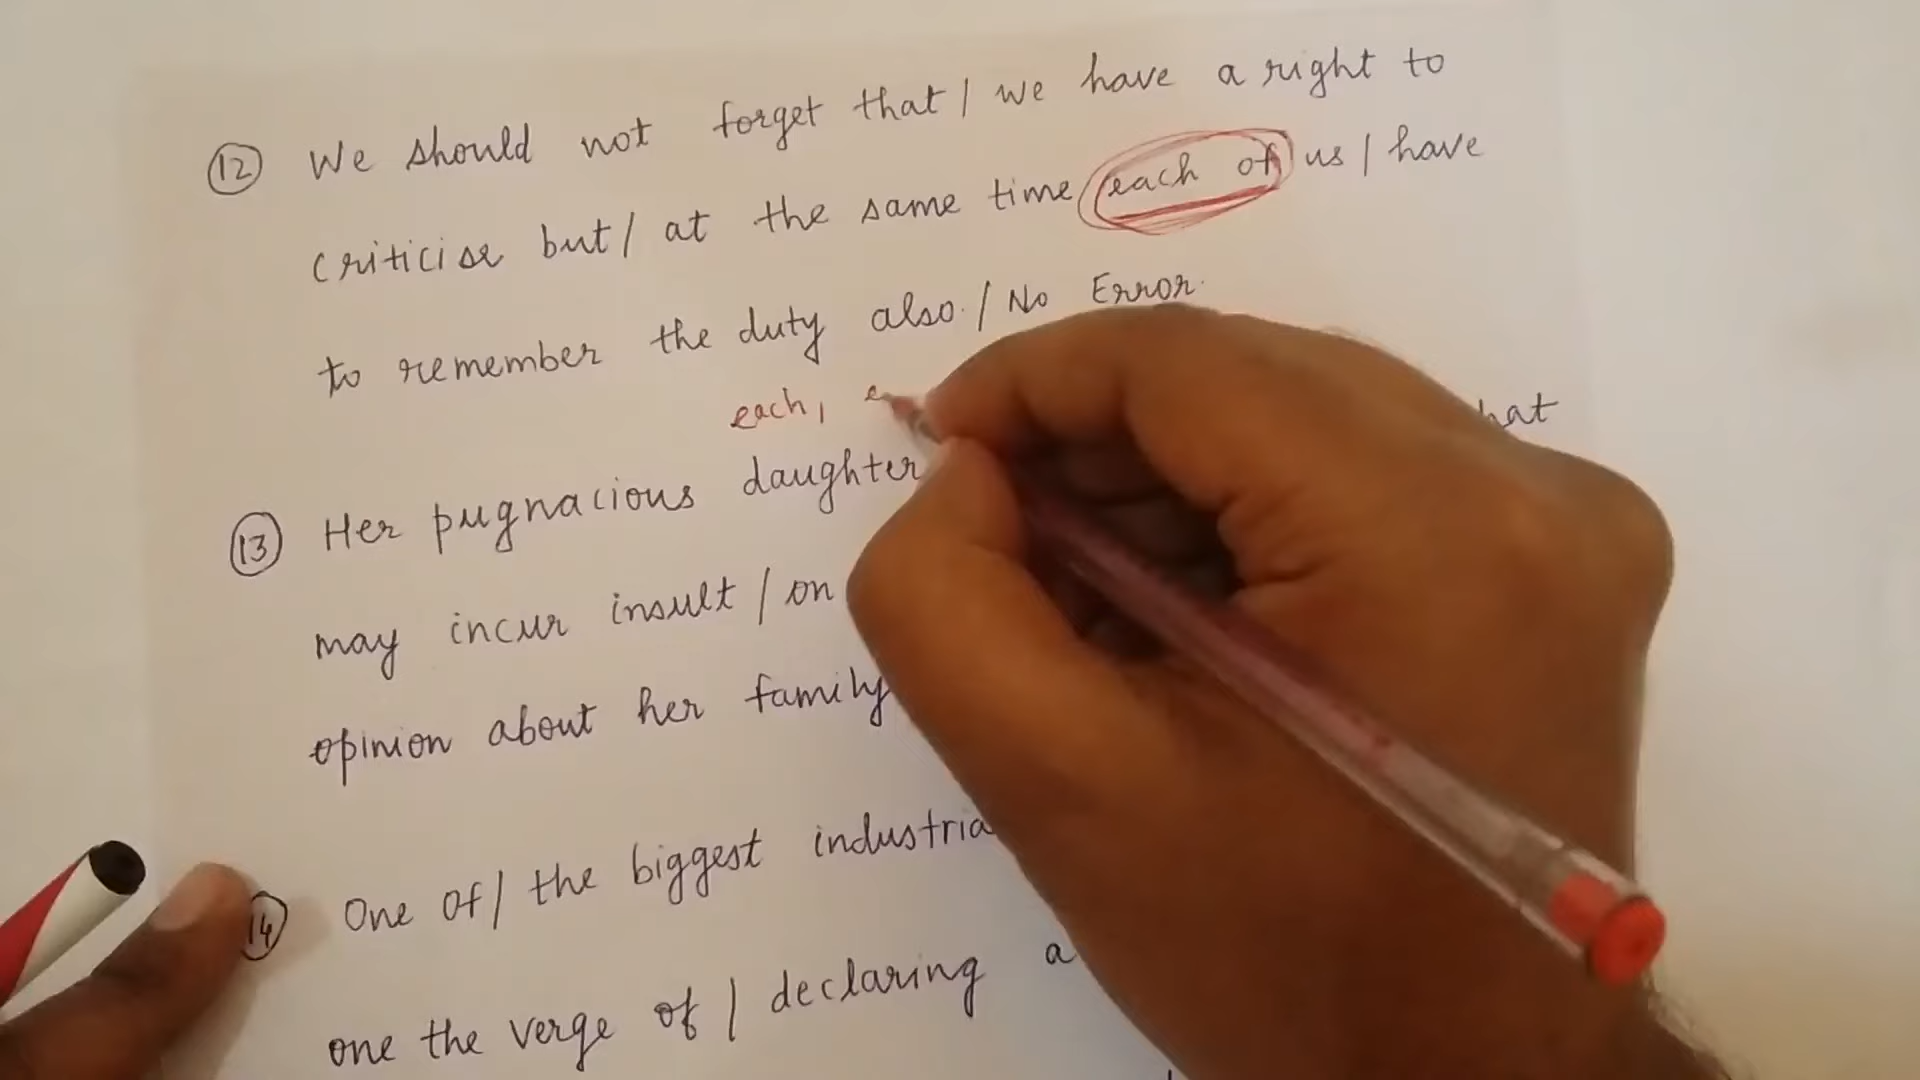 12 We should not forget that / we have a right to
criticise but / at the same time each of us / have
to remember the duty also. / No Error.
each, e
13 Her pugnacious daughter hat
may incur insult / on
opinion about her family
14 One of / the biggest industria
one the verge of / declaring a